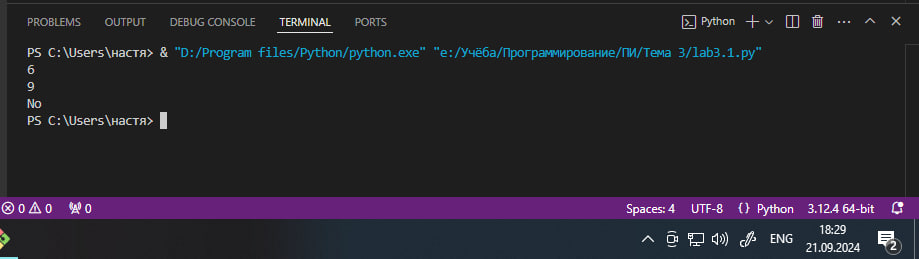 PROBLEMS OUTPUT DEBUG CONSOLE TERMINAL PORTS Python
PS C:\Users\настя> & "D:/Program files/Python/python.exe" "e:/Учёба/Программирование/ПИ/Тема 3/lab3.1.py"
6
9
No
PS C:\Users\настя>
0 0 0 Spaces: 4 UTF-8 {} Python 3.12.4 64-bit
ENG 18:29
21.09.2024 2